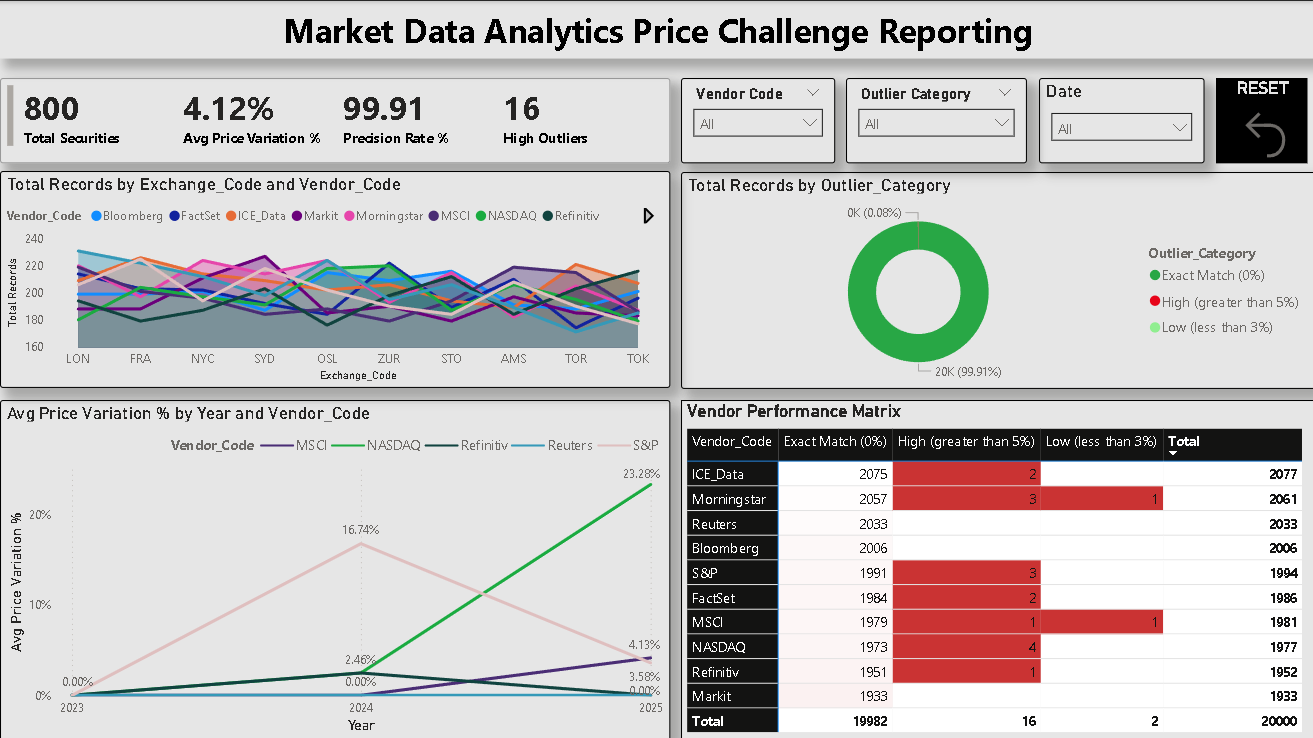 Market Data Analytics Price Challenge Reporting
800
Total Securities
4.12%
Avg Price Variation %
99.91
Precision Rate %
16
High Outliers
Vendor Code
All
Outlier Category
All
Date
All
RESET
Total Records by Exchange_Code and Vendor_Code
Vendor_Code Bloomberg FactSet ICE_Data Markit Morningstar MSCI NASDAQ Refinitiv
Total Records
240
220
200
180
160
LON FRA NYC SYD OSL ZUR STO AMS TOR TOK
Exchange_Code
Total Records by Outlier_Category
0K (0.08%)
20K (99.91%)
Outlier_Category
Exact Match (0%)
High (greater than 5%)
Low (less than 3%)
Avg Price Variation % by Year and Vendor_Code
Vendor_Code MSCI NASDAQ Refinitiv Reuters S&P
Avg Price Variation %
20%
10%
0%
23.28%
16.74%
4.13%
2.46%
3.58%
0.00%
0.00%
0.00%
2023 2024 2025
Year
Vendor Performance Matrix
Vendor_Code Exact Match (0%) High (greater than 5%) Low (less than 3%) Total
ICE_Data 2075 2 2077
Morningstar 2057 3 1 2061
Reuters 2033 2033
Bloomberg 2006 2006
S&P 1991 3 1994
FactSet 1984 2 1986
MSCI 1979 1 1 1981
NASDAQ 1973 4 1977
Refinitiv 1951 1 1952
Markit 1933 1933
Total 19982 16 2 20000